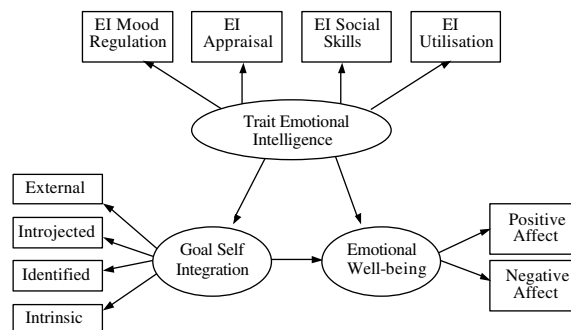 EI Mood
Regulation
EI
Appraisal
EI Social
Skills
EI
Utilisation
Trait Emotional
Intelligence
External
Introjected
Identified
Intrinsic
Goal Self
Integration
Emotional
Well-being
Positive
Affect
Negative
Affect